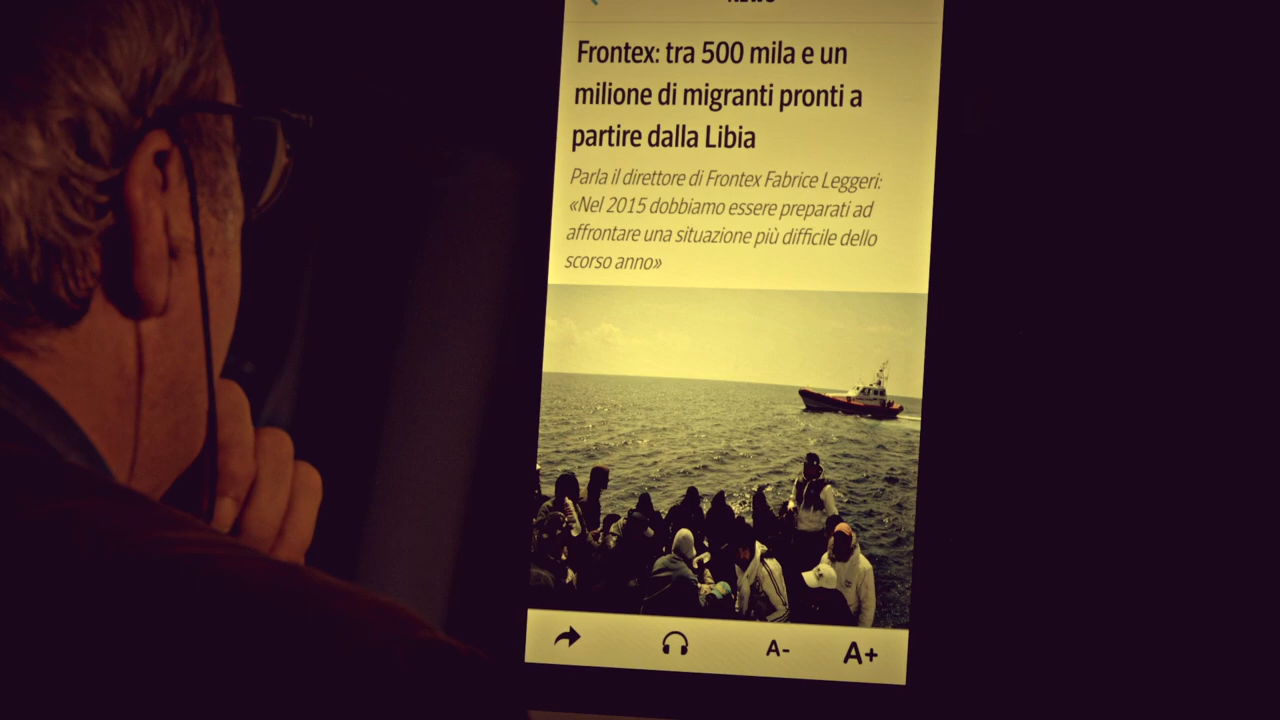 NEWS
Frontex: tra 500 mila e un
milione di migranti pronti a
partire dalla Libia
Parla il direttore di Frontex Fabrice Leggeri:
«Nel 2015 dobbiamo essere preparati ad
affrontare una situazione più difficile dello
scorso anno»
A- A+